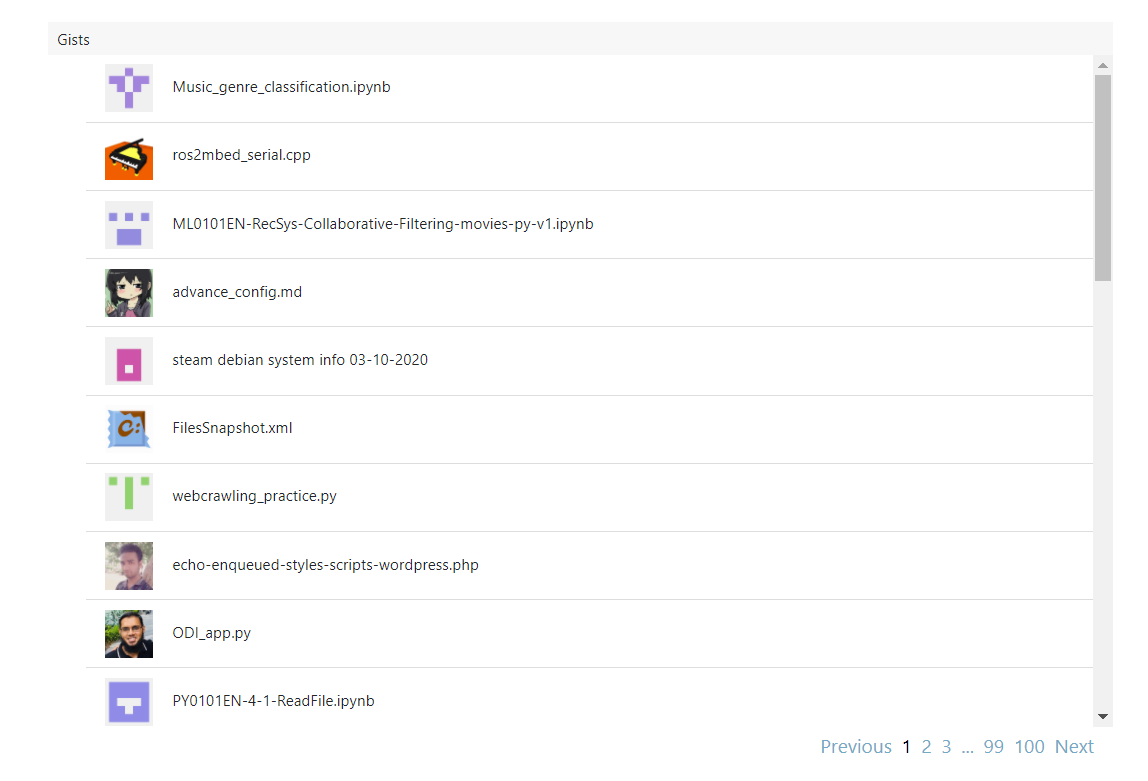 Gists
Music_genre_classification.ipynb
ros2mbed_serial.cpp
ML0101EN-RecSys-Collaborative-Filtering-movies-py-v1.ipynb
advance_config.md
steam debian system info 03-10-2020
C:
FilesSnapshot.xml
webcrawling_practice.py
echo-enqueued-styles-scripts-wordpress.php
ODI_app.py
PY0101EN-4-1-ReadFile.ipynb
Previous 1 2 3 ... 99 100 Next